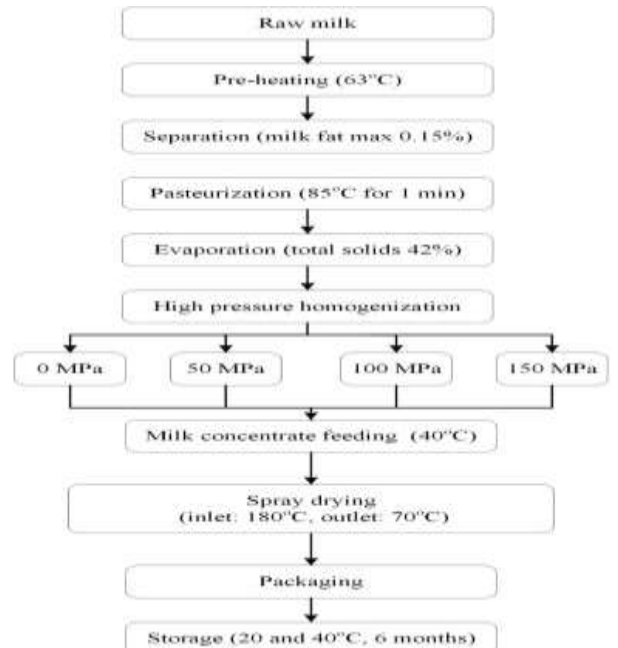 Raw milk
Pre-heating (63°C)
Separation (milk fat max 0.15%)
Pasteurization (85°C for 1 min)
Evaporation (total solids 42%)
High pressure homogenization
0 MPa 50 MPa 100 MPa 150 MPa
Milk concentrate feeding (40°C)
Spray drying
(inlet: 180°C, outlet: 70°C)
Packaging
Storage (20 and 40°C, 6 months)